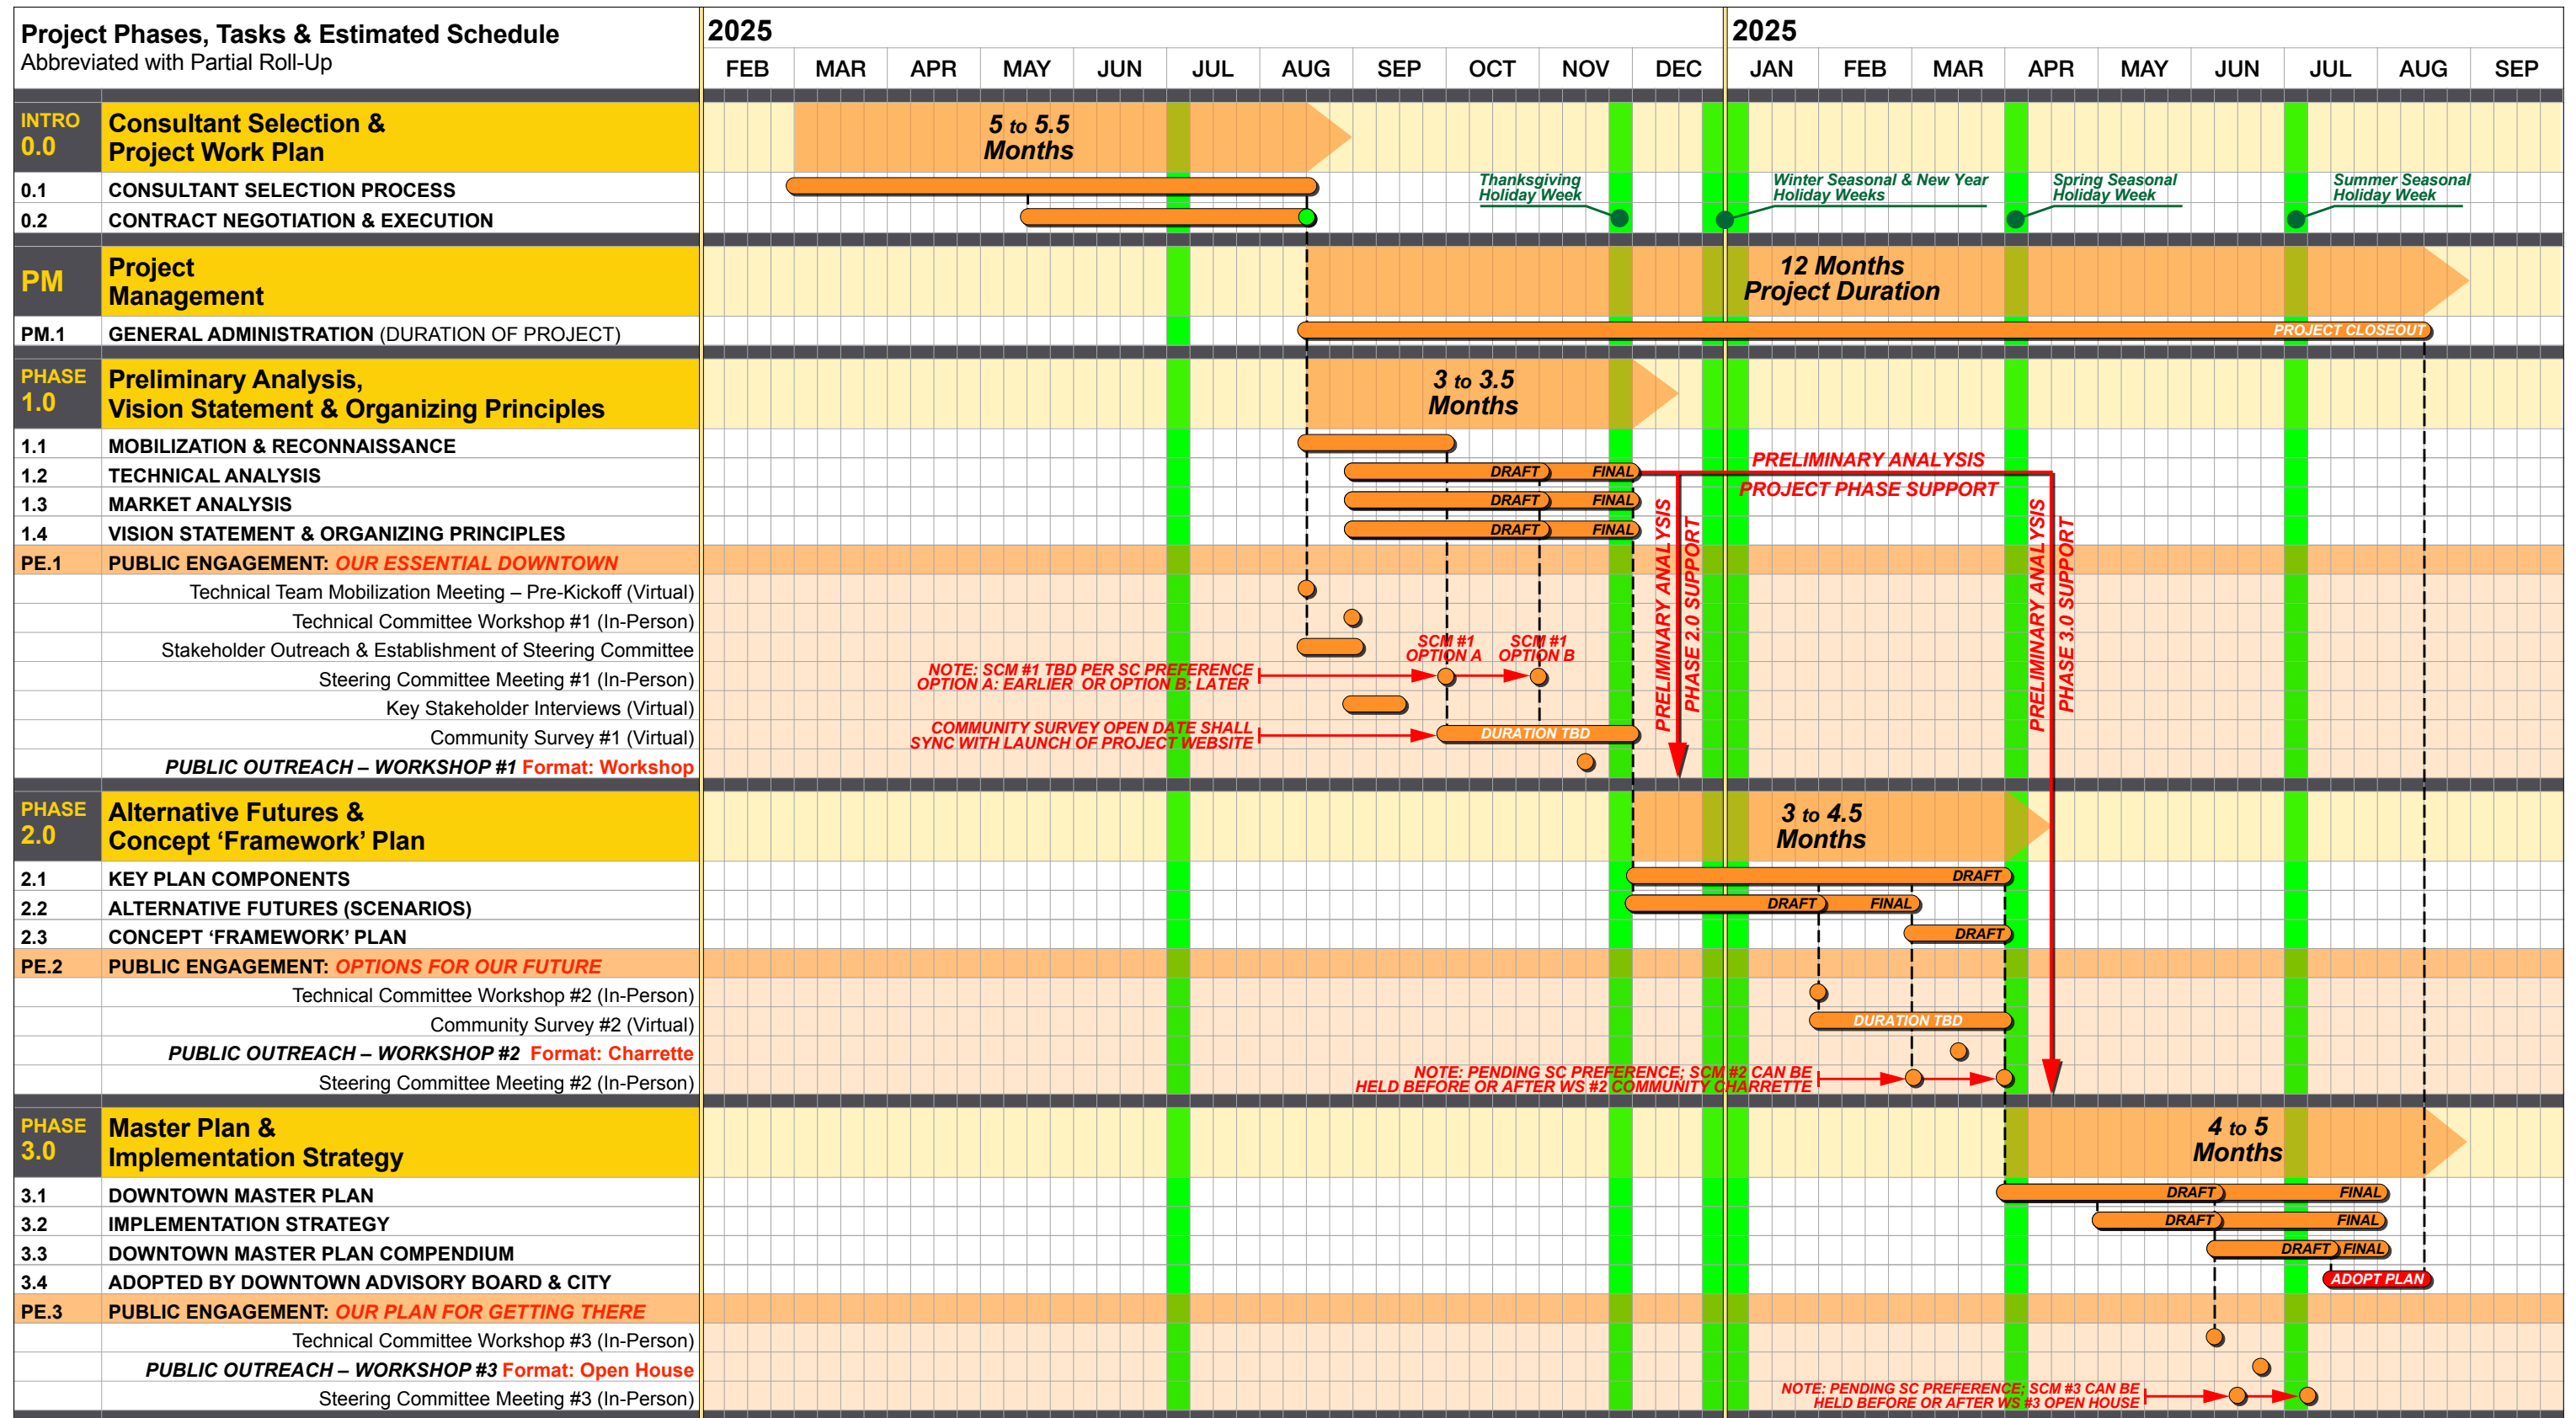 Project Phases, Tasks & Estimated Schedule
Abbreviated with Partial Roll-Up
2025
2025
FEB MAR APR MAY JUN JUL AUG SEP OCT NOV DEC JAN FEB MAR APR MAY JUN JUL AUG SEP
INTRO
0.0
Consultant Selection &
Project Work Plan
5 to 5.5
Months
0.1 CONSULTANT SELECTION PROCESS
0.2 CONTRACT NEGOTIATION & EXECUTION
Thanksgiving
Holiday Week
Winter Seasonal & New Year
Holiday Weeks
Spring Seasonal
Holiday Week
Summer Seasonal
Holiday Week
PM
Project
Management
12 Months
Project Duration
PM.1 GENERAL ADMINISTRATION (DURATION OF PROJECT)
PROJECT CLOSEOUT
PHASE
1.0
Preliminary Analysis,
Vision Statement & Organizing Principles
3 to 3.5
Months
1.1 MOBILIZATION & RECONNAISSANCE
1.2 TECHNICAL ANALYSIS
DRAFT FINAL
PRELIMINARY ANALYSIS
PROJECT PHASE SUPPORT
1.3 MARKET ANALYSIS
DRAFT FINAL
1.4 VISION STATEMENT & ORGANIZING PRINCIPLES
DRAFT FINAL
PRELIMINARY ANALYSIS
PHASE 2.0 SUPPORT
PRELIMINARY ANALYSIS
PHASE 3.0 SUPPORT
PE.1 PUBLIC ENGAGEMENT: OUR ESSENTIAL DOWNTOWN
Technical Team Mobilization Meeting – Pre-Kickoff (Virtual)
Technical Committee Workshop #1 (In-Person)
Stakeholder Outreach & Establishment of Steering Committee
SCM #1
OPTION A
SCM #1
OPTION B
Steering Committee Meeting #1 (In-Person)
NOTE: SCM #1 TBD PER SC PREFERENCE
OPTION A: EARLIER OR OPTION B: LATER
Key Stakeholder Interviews (Virtual)
Community Survey #1 (Virtual)
COMMUNITY SURVEY OPEN DATE SHALL
SYNC WITH LAUNCH OF PROJECT WEBSITE
DURATION TBD
PUBLIC OUTREACH – WORKSHOP #1 Format: Workshop
PHASE
2.0
Alternative Futures &
Concept ‘Framework’ Plan
3 to 4.5
Months
2.1 KEY PLAN COMPONENTS
DRAFT
2.2 ALTERNATIVE FUTURES (SCENARIOS)
DRAFT FINAL
2.3 CONCEPT ‘FRAMEWORK’ PLAN
DRAFT
PE.2 PUBLIC ENGAGEMENT: OPTIONS FOR OUR FUTURE
Technical Committee Workshop #2 (In-Person)
Community Survey #2 (Virtual)
DURATION TBD
PUBLIC OUTREACH – WORKSHOP #2 Format: Charrette
Steering Committee Meeting #2 (In-Person)
NOTE: PENDING SC PREFERENCE; SCM #2 CAN BE
HELD BEFORE OR AFTER WS #2 COMMUNITY CHARRETTE
PHASE
3.0
Master Plan &
Implementation Strategy
4 to 5
Months
3.1 DOWNTOWN MASTER PLAN
DRAFT FINAL
3.2 IMPLEMENTATION STRATEGY
DRAFT FINAL
3.3 DOWNTOWN MASTER PLAN COMPENDIUM
DRAFT FINAL
3.4 ADOPTED BY DOWNTOWN ADVISORY BOARD & CITY
ADOPT PLAN
PE.3 PUBLIC ENGAGEMENT: OUR PLAN FOR GETTING THERE
Technical Committee Workshop #3 (In-Person)
PUBLIC OUTREACH – WORKSHOP #3 Format: Open House
Steering Committee Meeting #3 (In-Person)
NOTE: PENDING SC PREFERENCE; SCM #3 CAN BE
HELD BEFORE OR AFTER WS #3 OPEN HOUSE